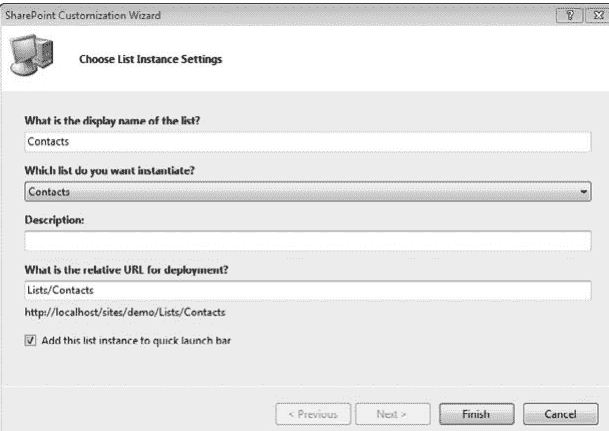 SharePoint Customization Wizard
Choose List Instance Settings
What is the display name of the list?
Contacts
Which list do you want instantiate?
Contacts
Description:
What is the relative URL for deployment?
Lists/Contacts
http://localhost/sites/demo/Lists/Contacts
Add this list instance to quick launch bar
< Previous
Next >
Finish
Cancel